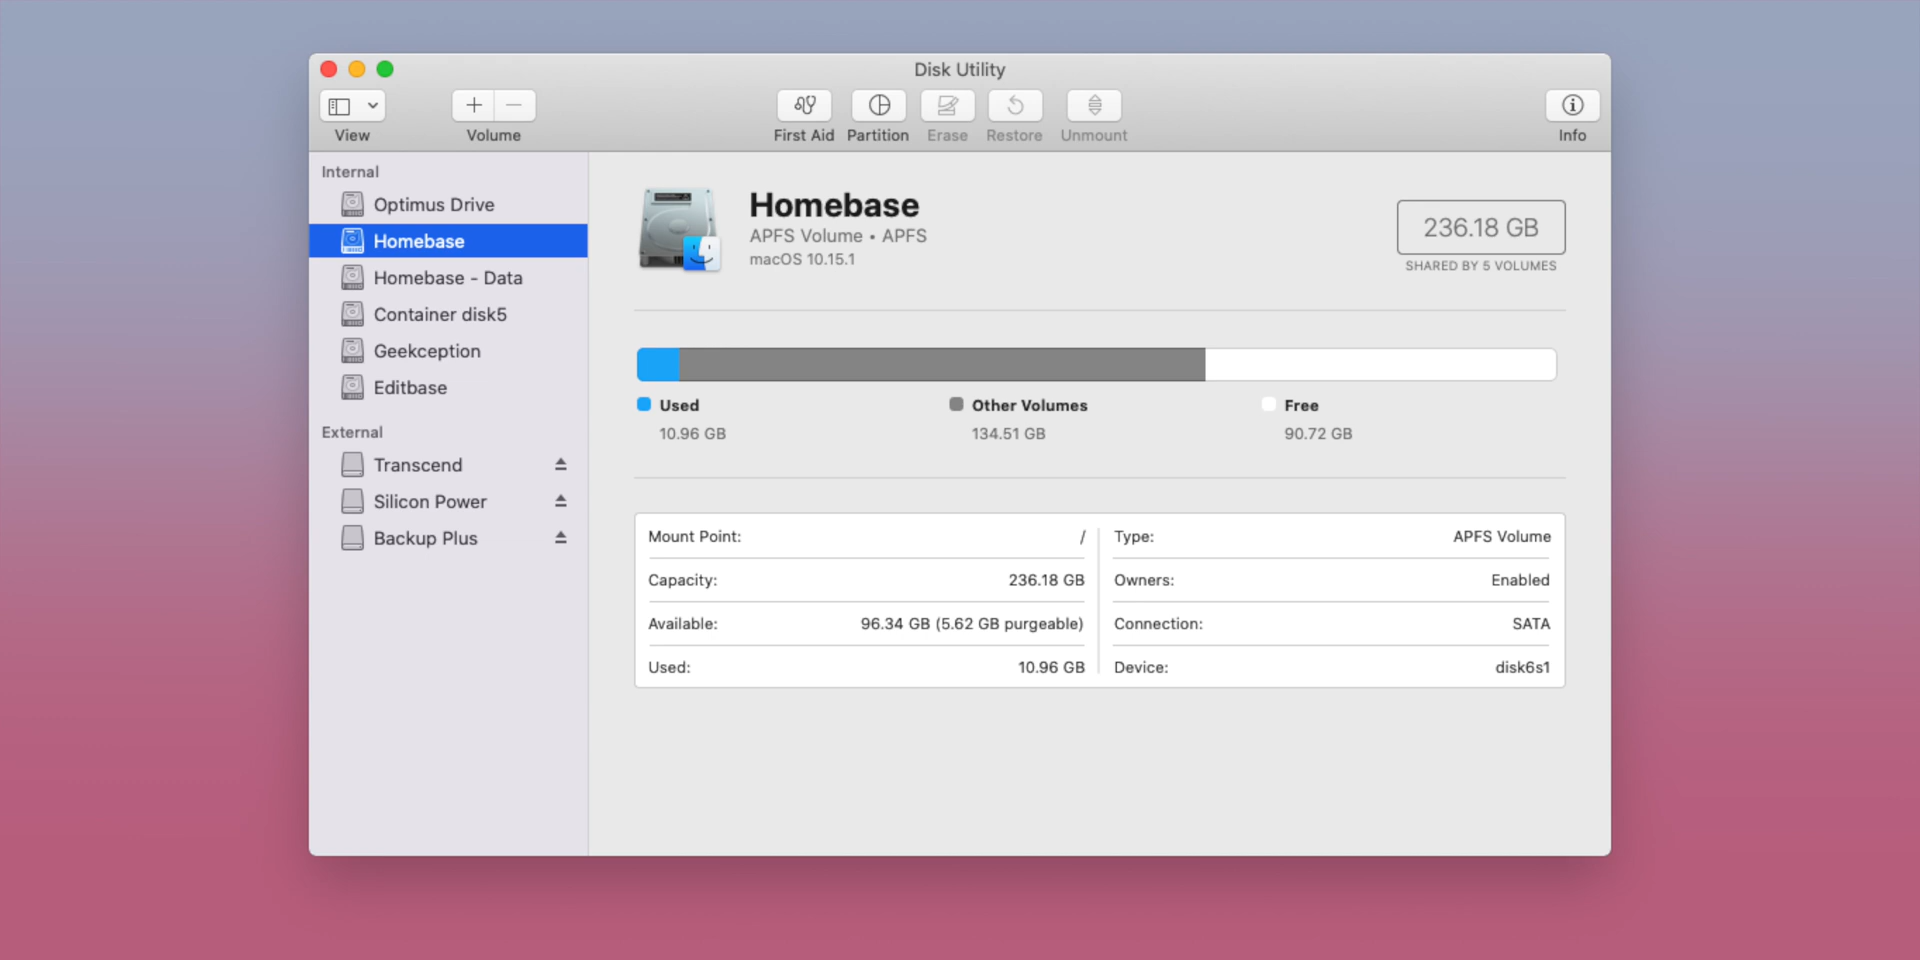 Disk Utility
View
Volume
First Aid
Partition
Erase
Restore
Unmount
Info
Internal
Optimus Drive
Homebase
Homebase - Data
Container disk5
Geekception
Editbase
External
Transcend
Silicon Power
Backup Plus
Homebase
APFS Volume • APFS
macOS 10.15.1
236.18 GB
SHARED BY 5 VOLUMES
Used
10.96 GB
Other Volumes
134.51 GB
Free
90.72 GB
Mount Point: /
Capacity: 236.18 GB
Available: 96.34 GB (5.62 GB purgeable)
Used: 10.96 GB
Type: APFS Volume
Owners: Enabled
Connection: SATA
Device: disk6s1